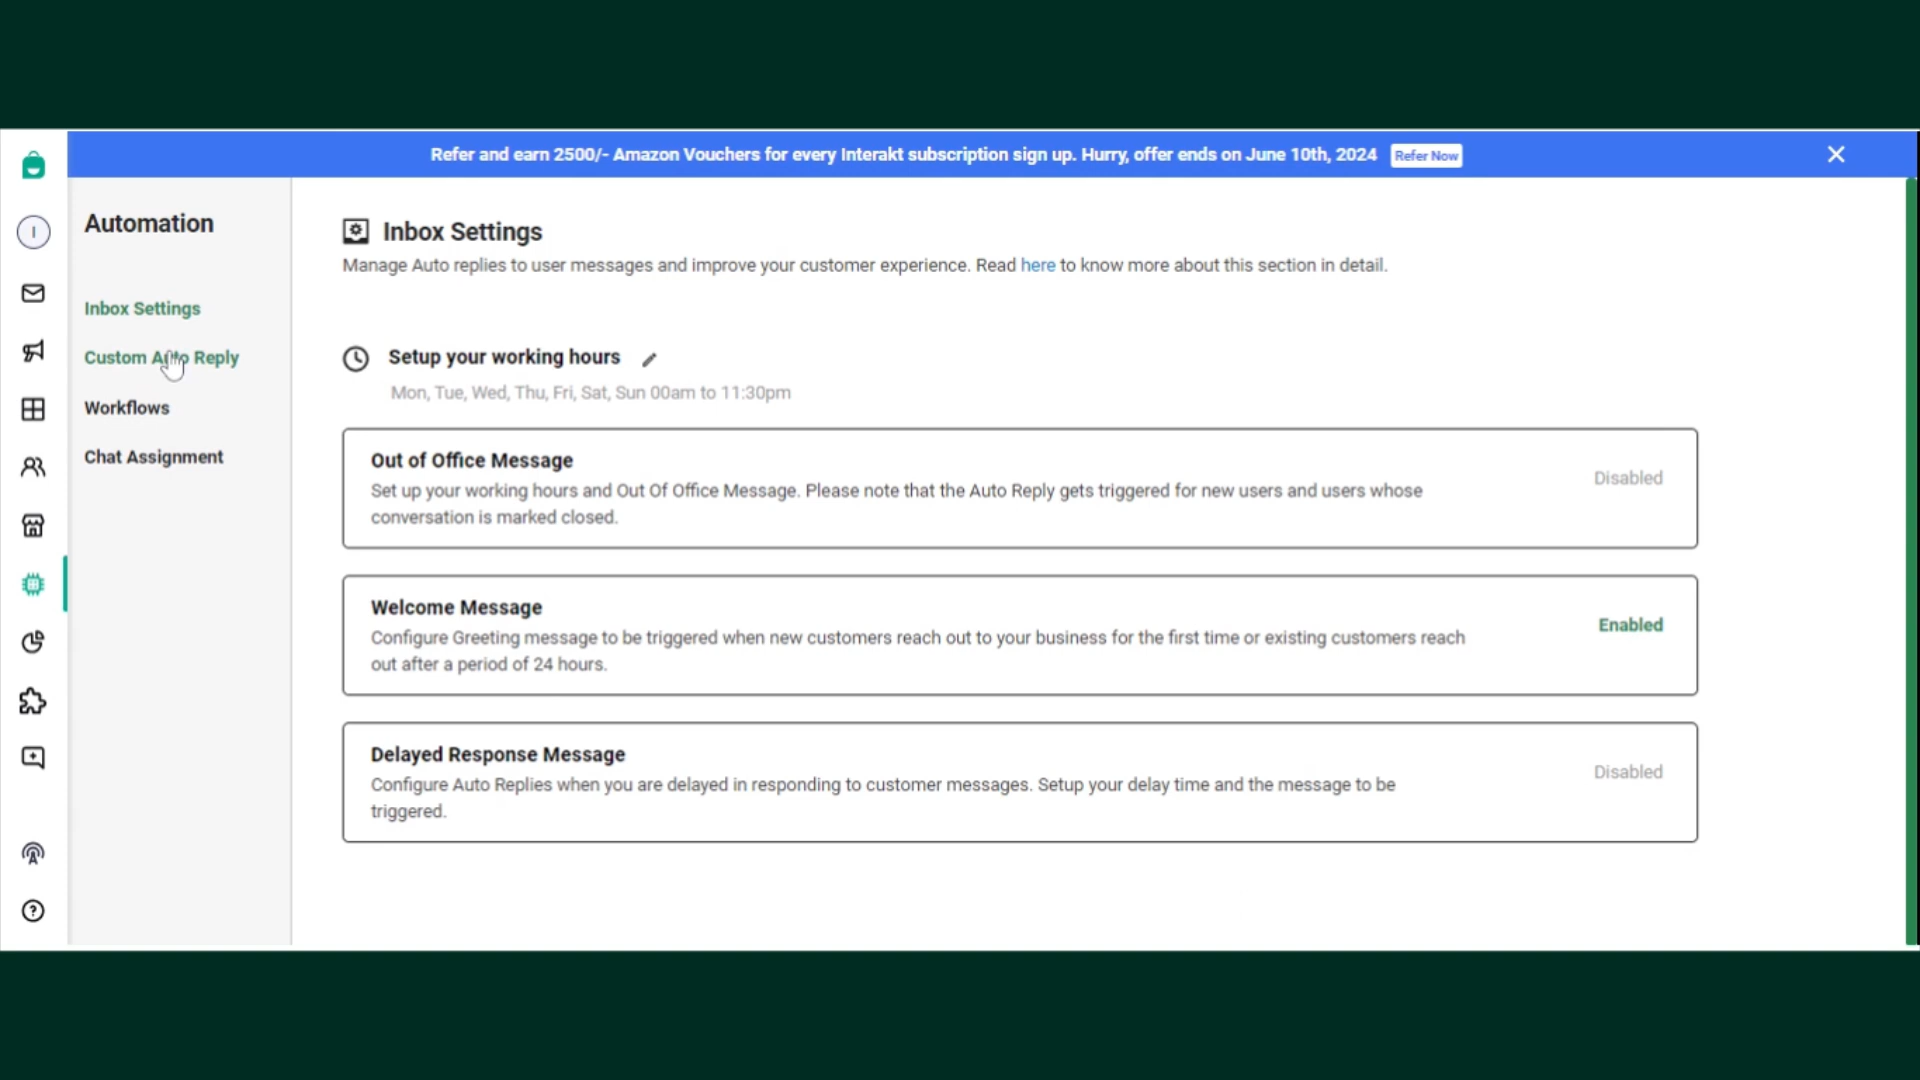 Refer and earn 2500/- Amazon Vouchers for every Interakt subscription sign up. Hurry, offer ends on June 10th, 2024 Refer Now
I
Automation
Inbox Settings
Custom Auto Reply
Workflows
Chat Assignment
Inbox Settings
Manage Auto replies to user messages and improve your customer experience. Read here to know more about this section in detail.
Setup your working hours
Mon, Tue, Wed, Thu, Fri, Sat, Sun 00am to 11:30pm
Out of Office Message
Set up your working hours and Out Of Office Message. Please note that the Auto Reply gets triggered for new users and users whose
conversation is marked closed.
Disabled
Welcome Message
Configure Greeting message to be triggered when new customers reach out to your business for the first time or existing customers reach
out after a period of 24 hours.
Enabled
Delayed Response Message
Configure Auto Replies when you are delayed in responding to customer messages. Setup your delay time and the message to be
triggered.
Disabled